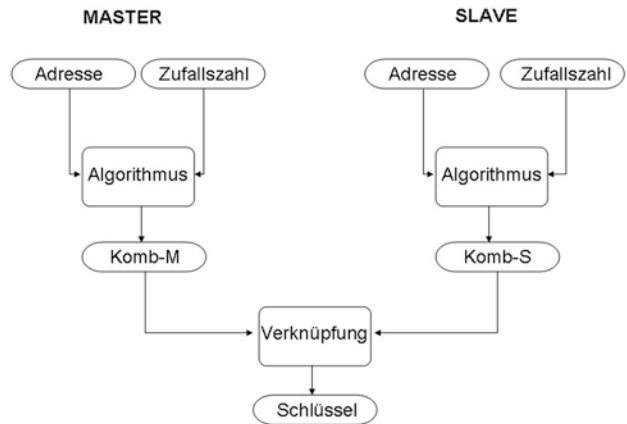 MASTER
SLAVE
Adresse
Zufallszahl
Adresse
Zufallszahl
Algorithmus
Algorithmus
Komb-M
Komb-S
Verknüpfung
Schlüssel